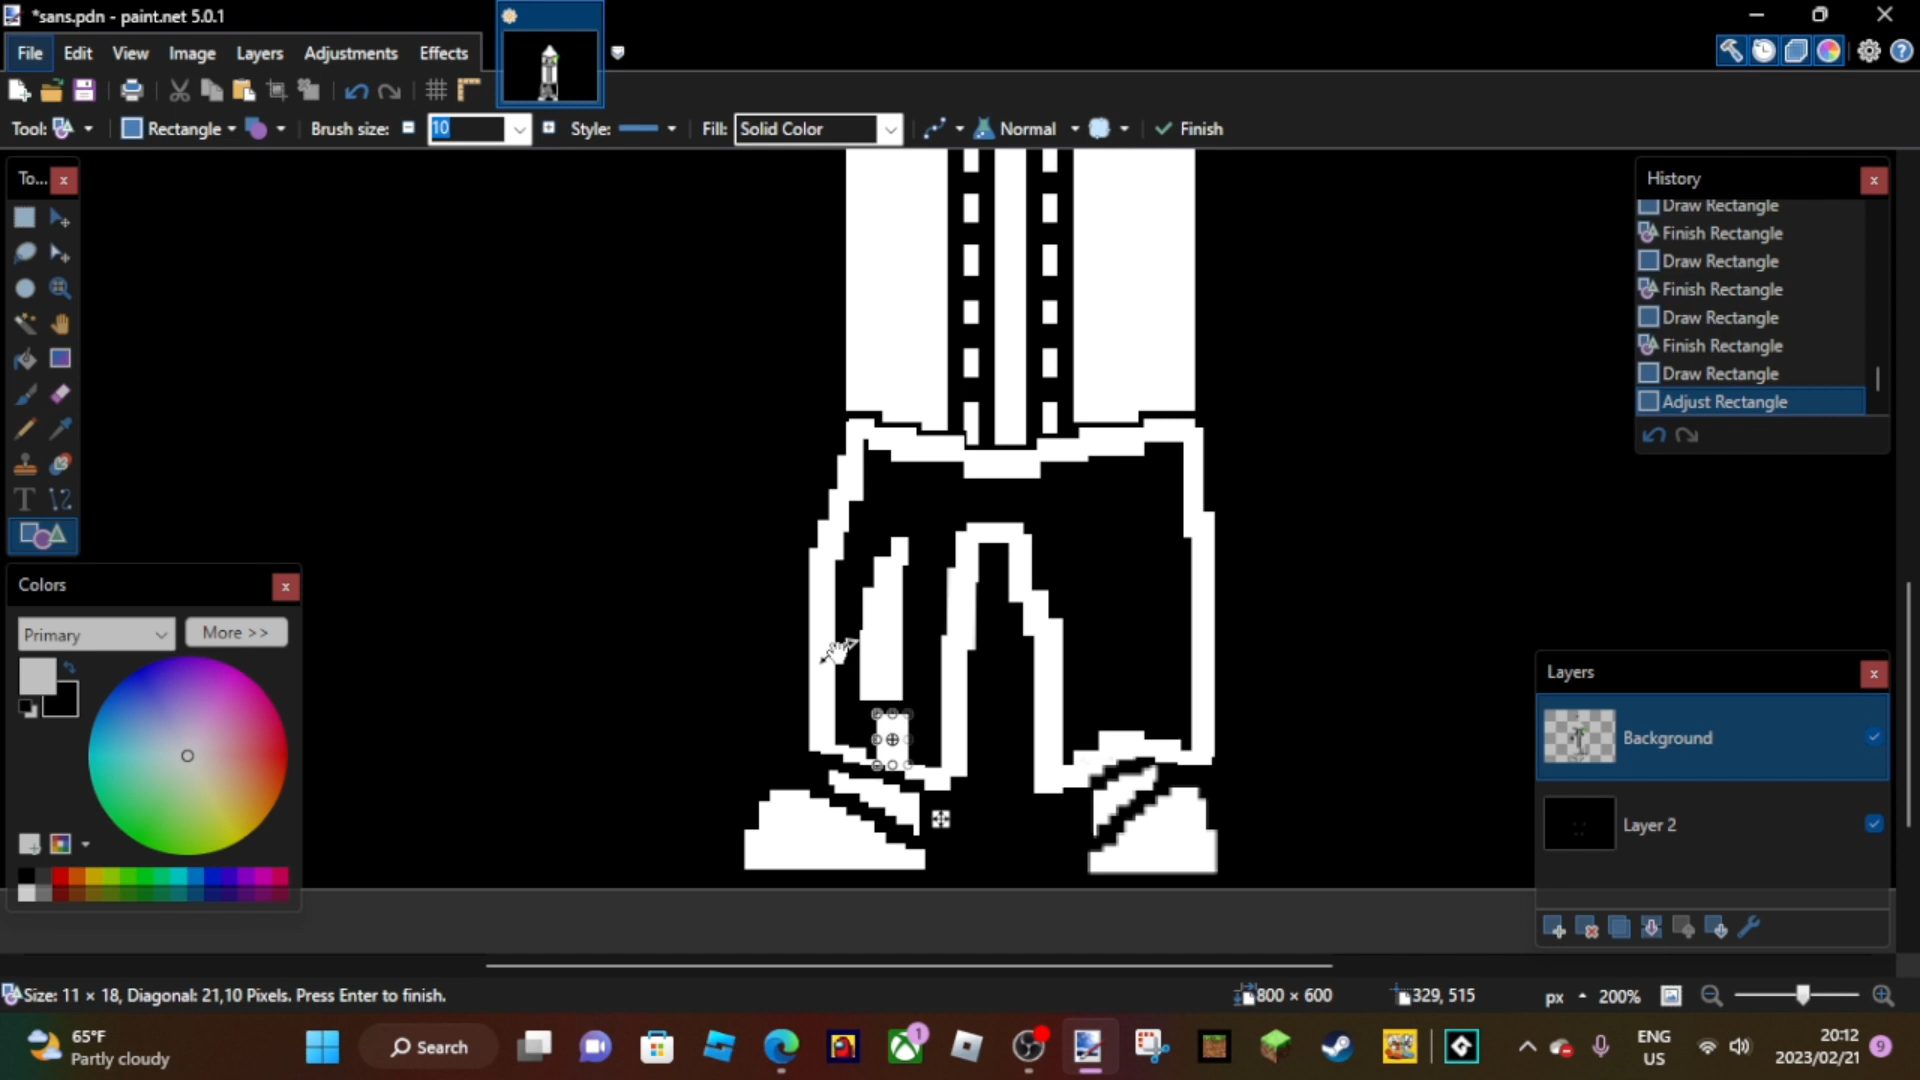 *sans.pdn - paint.net 5.0.1
File Edit View Image Layers Adjustments Effects
Tool: Rectangle Brush size: 10 Style: Fill: Solid Color Normal Finish
To...
History
Draw Rectangle
Finish Rectangle
Draw Rectangle
Finish Rectangle
Draw Rectangle
Finish Rectangle
Draw Rectangle
Adjust Rectangle
Colors
Primary More >>
Layers
Background
Layer 2
Size: 11 × 18, Diagonal: 21,10 Pixels. Press Enter to finish. 800 × 600 329, 515 px 200%
65°F
Partly cloudy
Search
1
ENG
US
20:12
2023/02/21
9